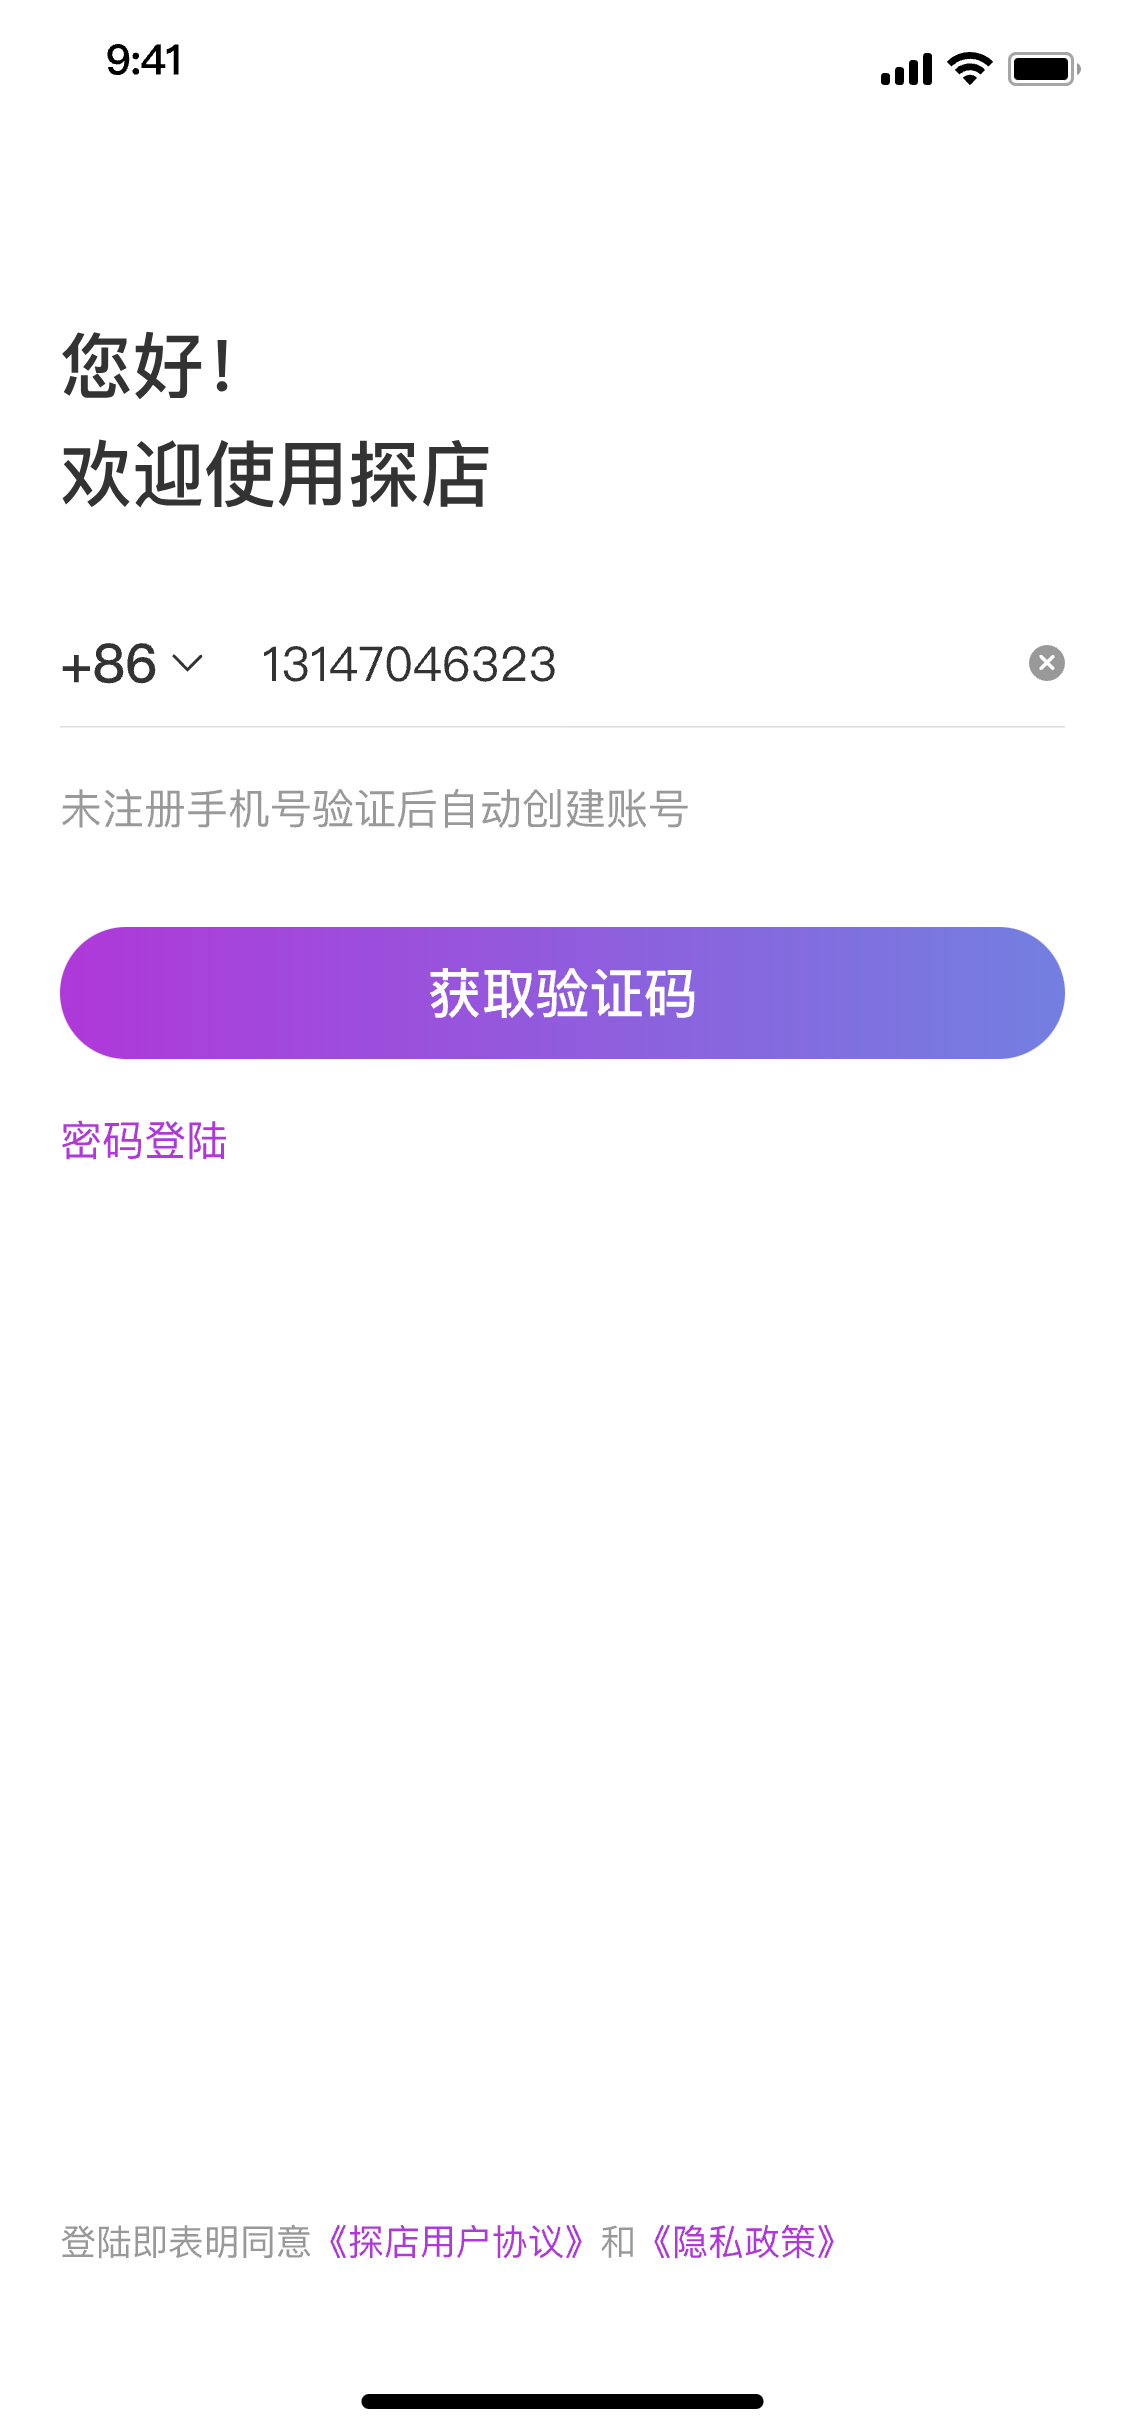 9:41
您好！
欢迎使用探店
+86 13147046323
未注册手机号验证后自动创建账号
获取验证码
密码登陆
登陆即表明同意《探店用户协议》和《隐私政策》